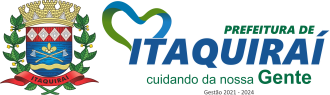 ITAQUIRAÍ
PREFEITURA DE
ITAQUIRAÍ
cuidando da nossa Gente
Gestão 2021 - 2024